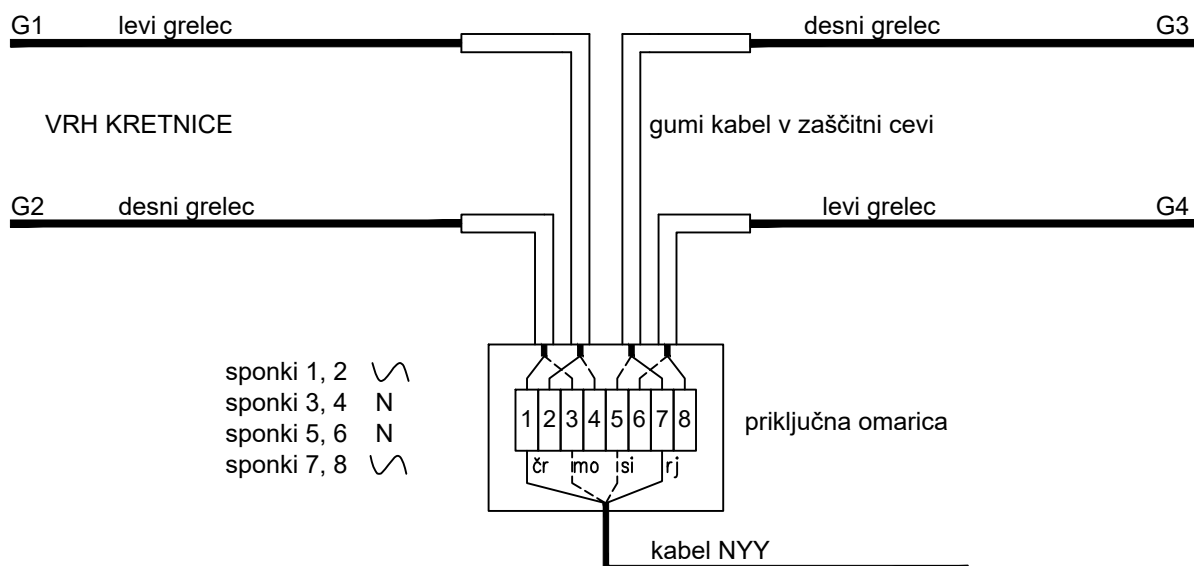 G1 levi grelec desni grelec G3
VRH KRETNICE gumi kabel v zaščitni cevi
G2 desni grelec levi grelec G4
sponki 1, 2
sponki 3, 4 N
sponki 5, 6 N
sponki 7, 8
1 2 3 4 5 6 7 8
priključna omarica
čr mo si rj
kabel NYY